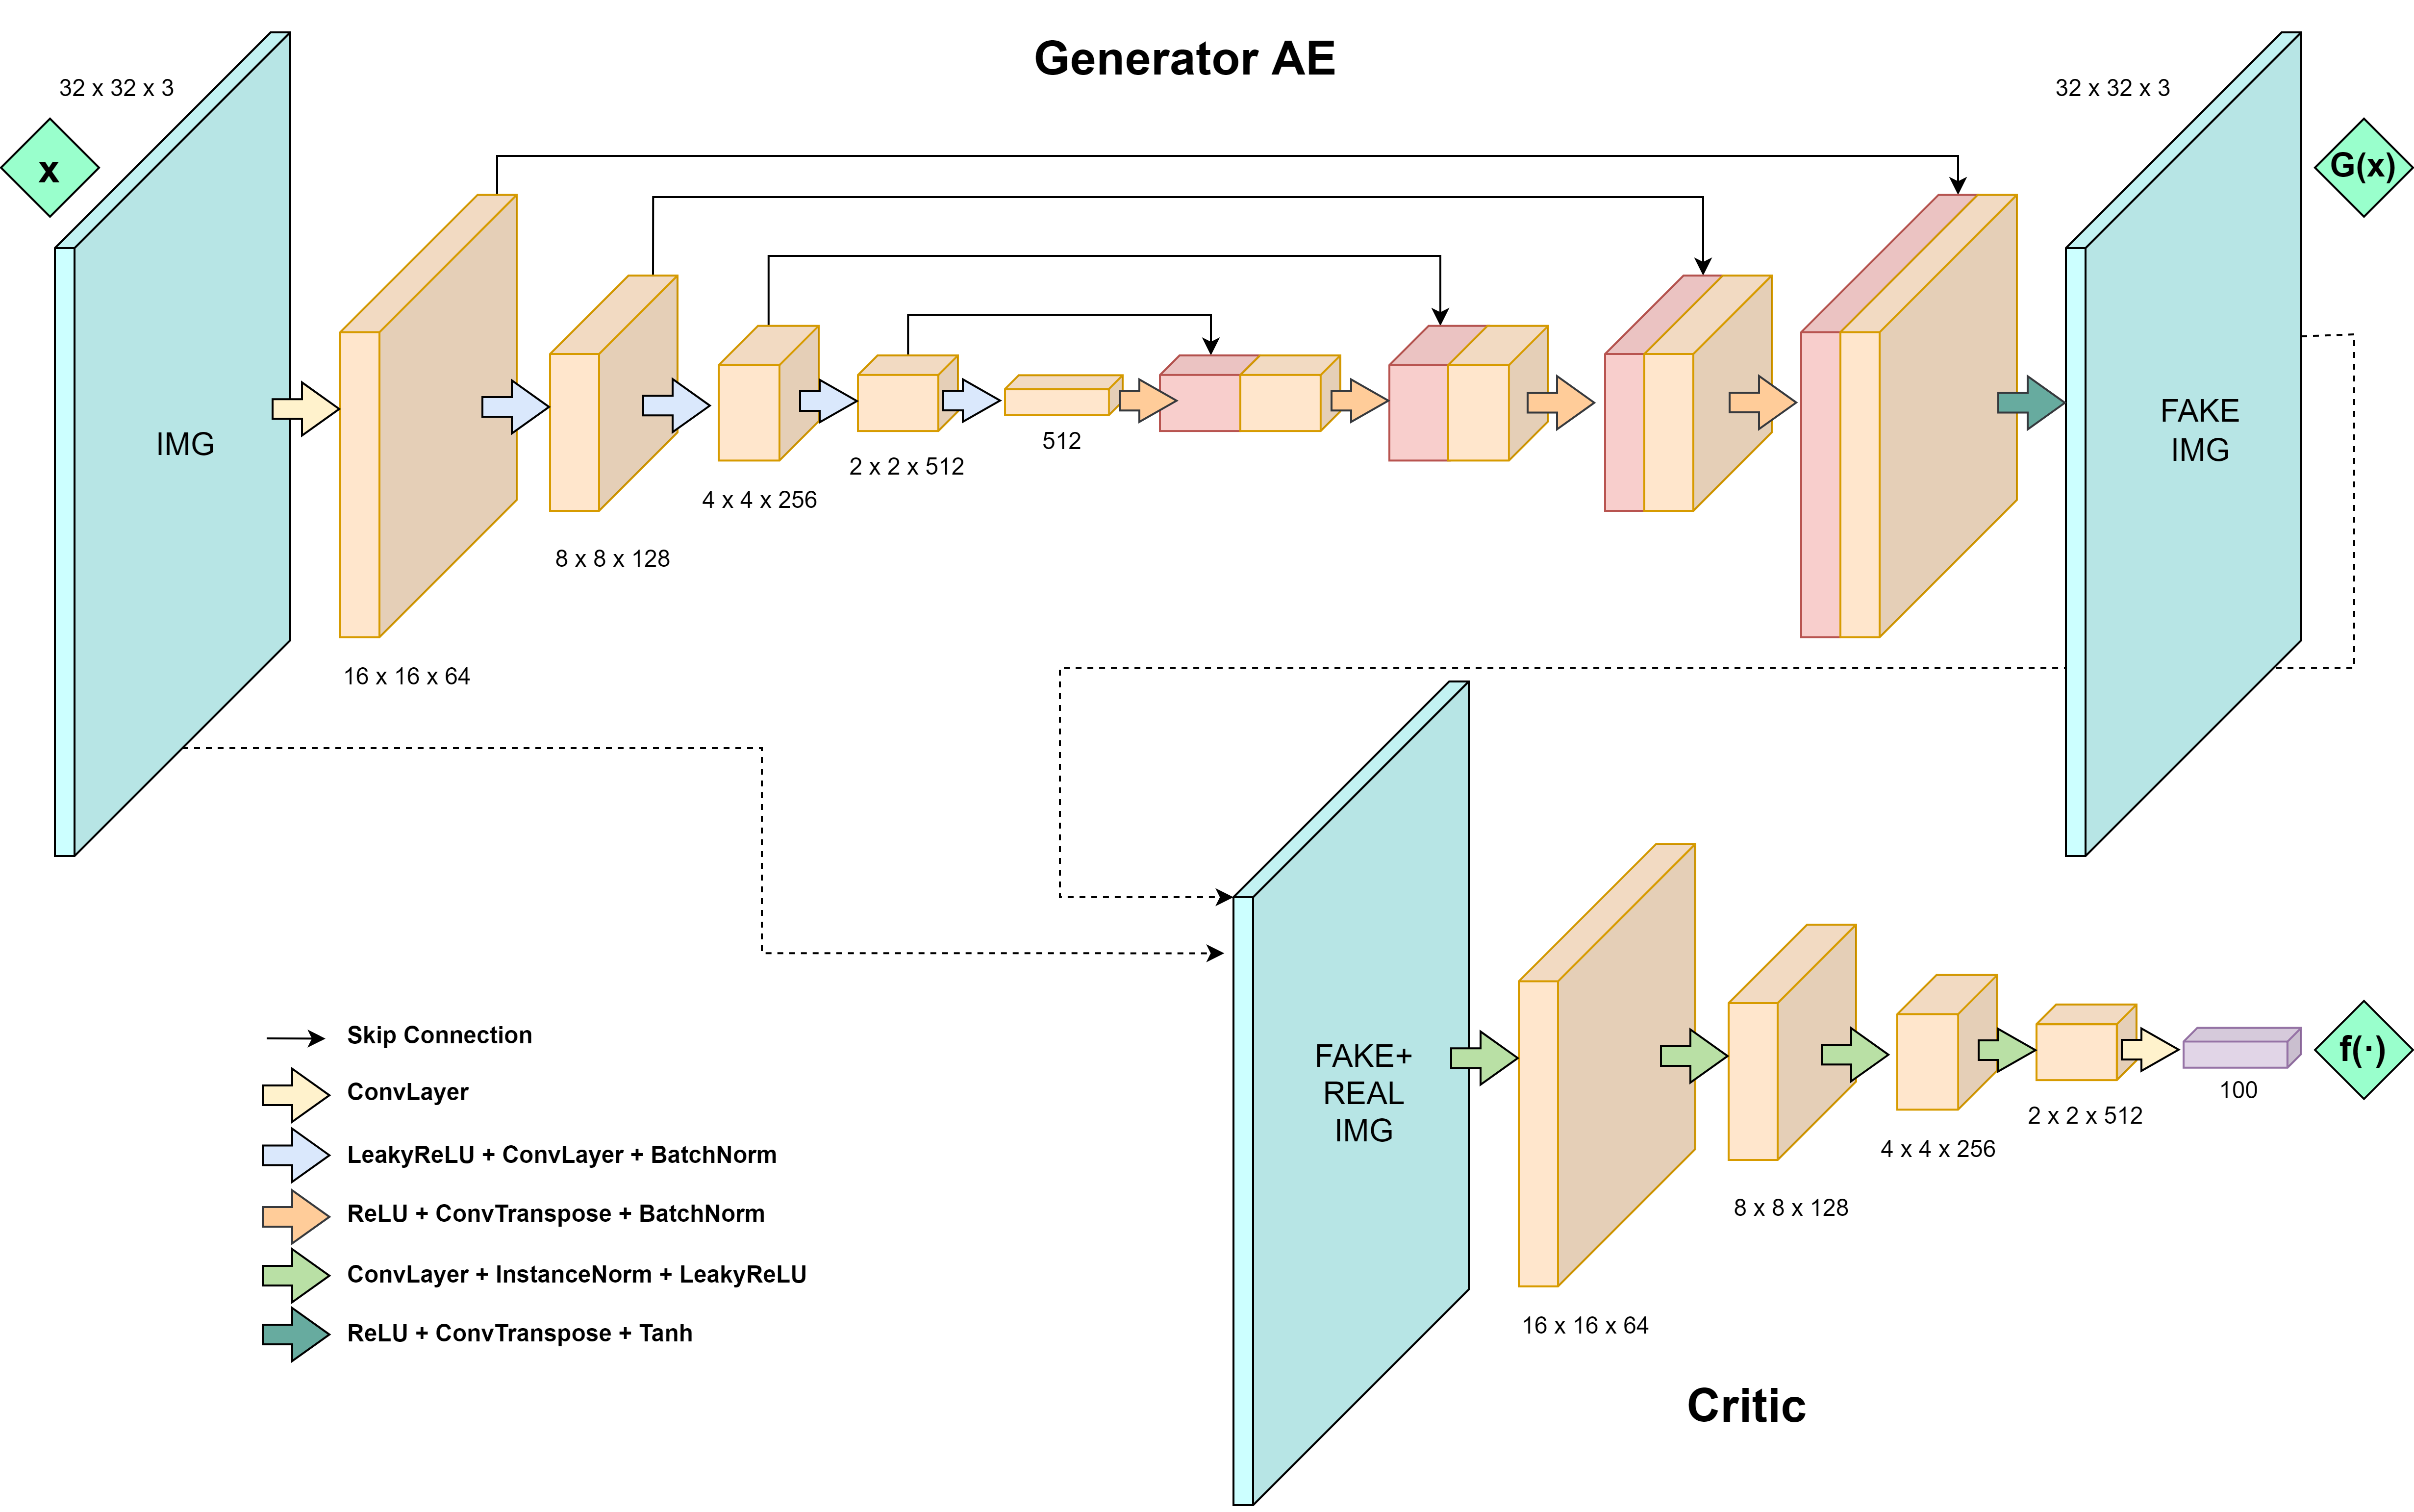 Generator AE
32 x 32 x 3
32 x 32 x 3
x
G(x)
IMG
FAKE
IMG
512
2 x 2 x 512
4 x 4 x 256
8 x 8 x 128
16 x 16 x 64
FAKE+
REAL
IMG
f(·)
100
2 x 2 x 512
4 x 4 x 256
8 x 8 x 128
16 x 16 x 64
Critic
Skip Connection
ConvLayer
LeakyReLU + ConvLayer + BatchNorm
ReLU + ConvTranspose + BatchNorm
ConvLayer + InstanceNorm + LeakyReLU
ReLU + ConvTranspose + Tanh